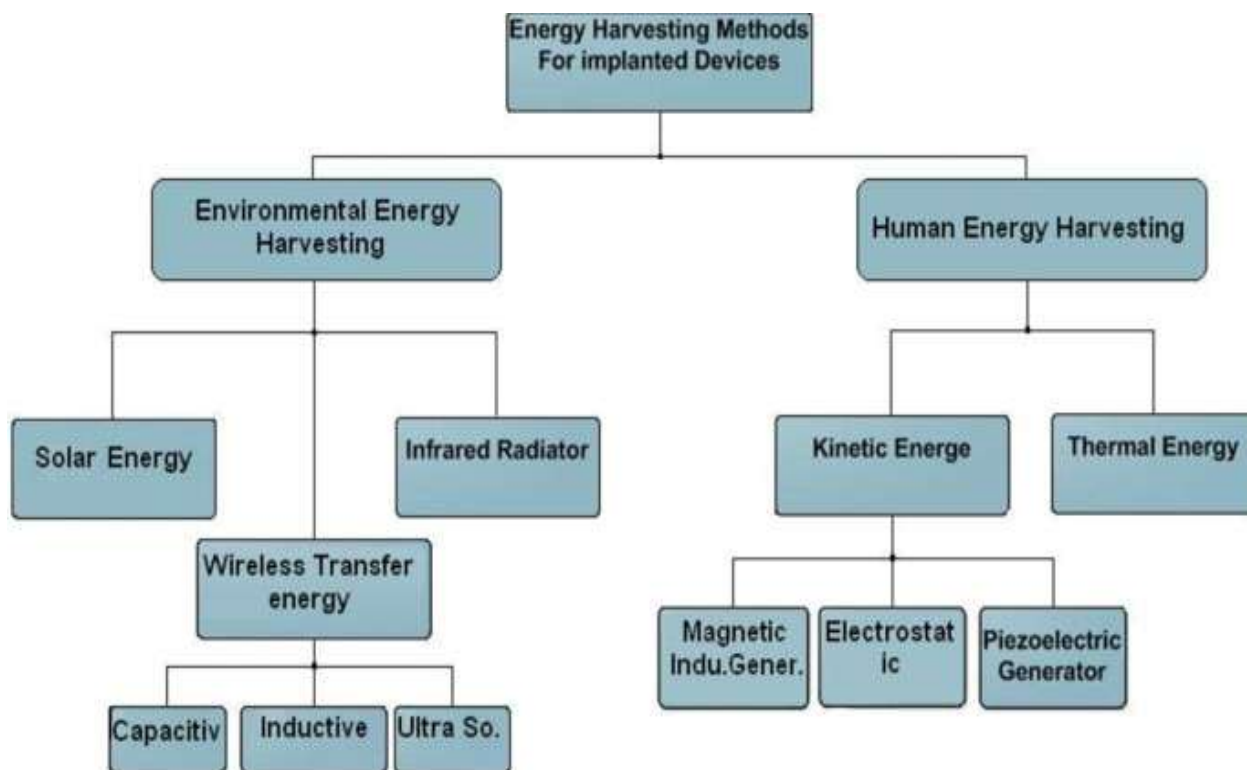 Energy Harvesting Methods
For implanted Devices
Environmental Energy
Harvesting
Human Energy Harvesting
Solar Energy
Infrared Radiator
Kinetic Energe
Thermal Energy
Wireless Transfer
energy
Magnetic
Indu.Gener.
Electrostat
ic
Piezoelectric
Generator
Capacitiv
Inductive
Ultra So.